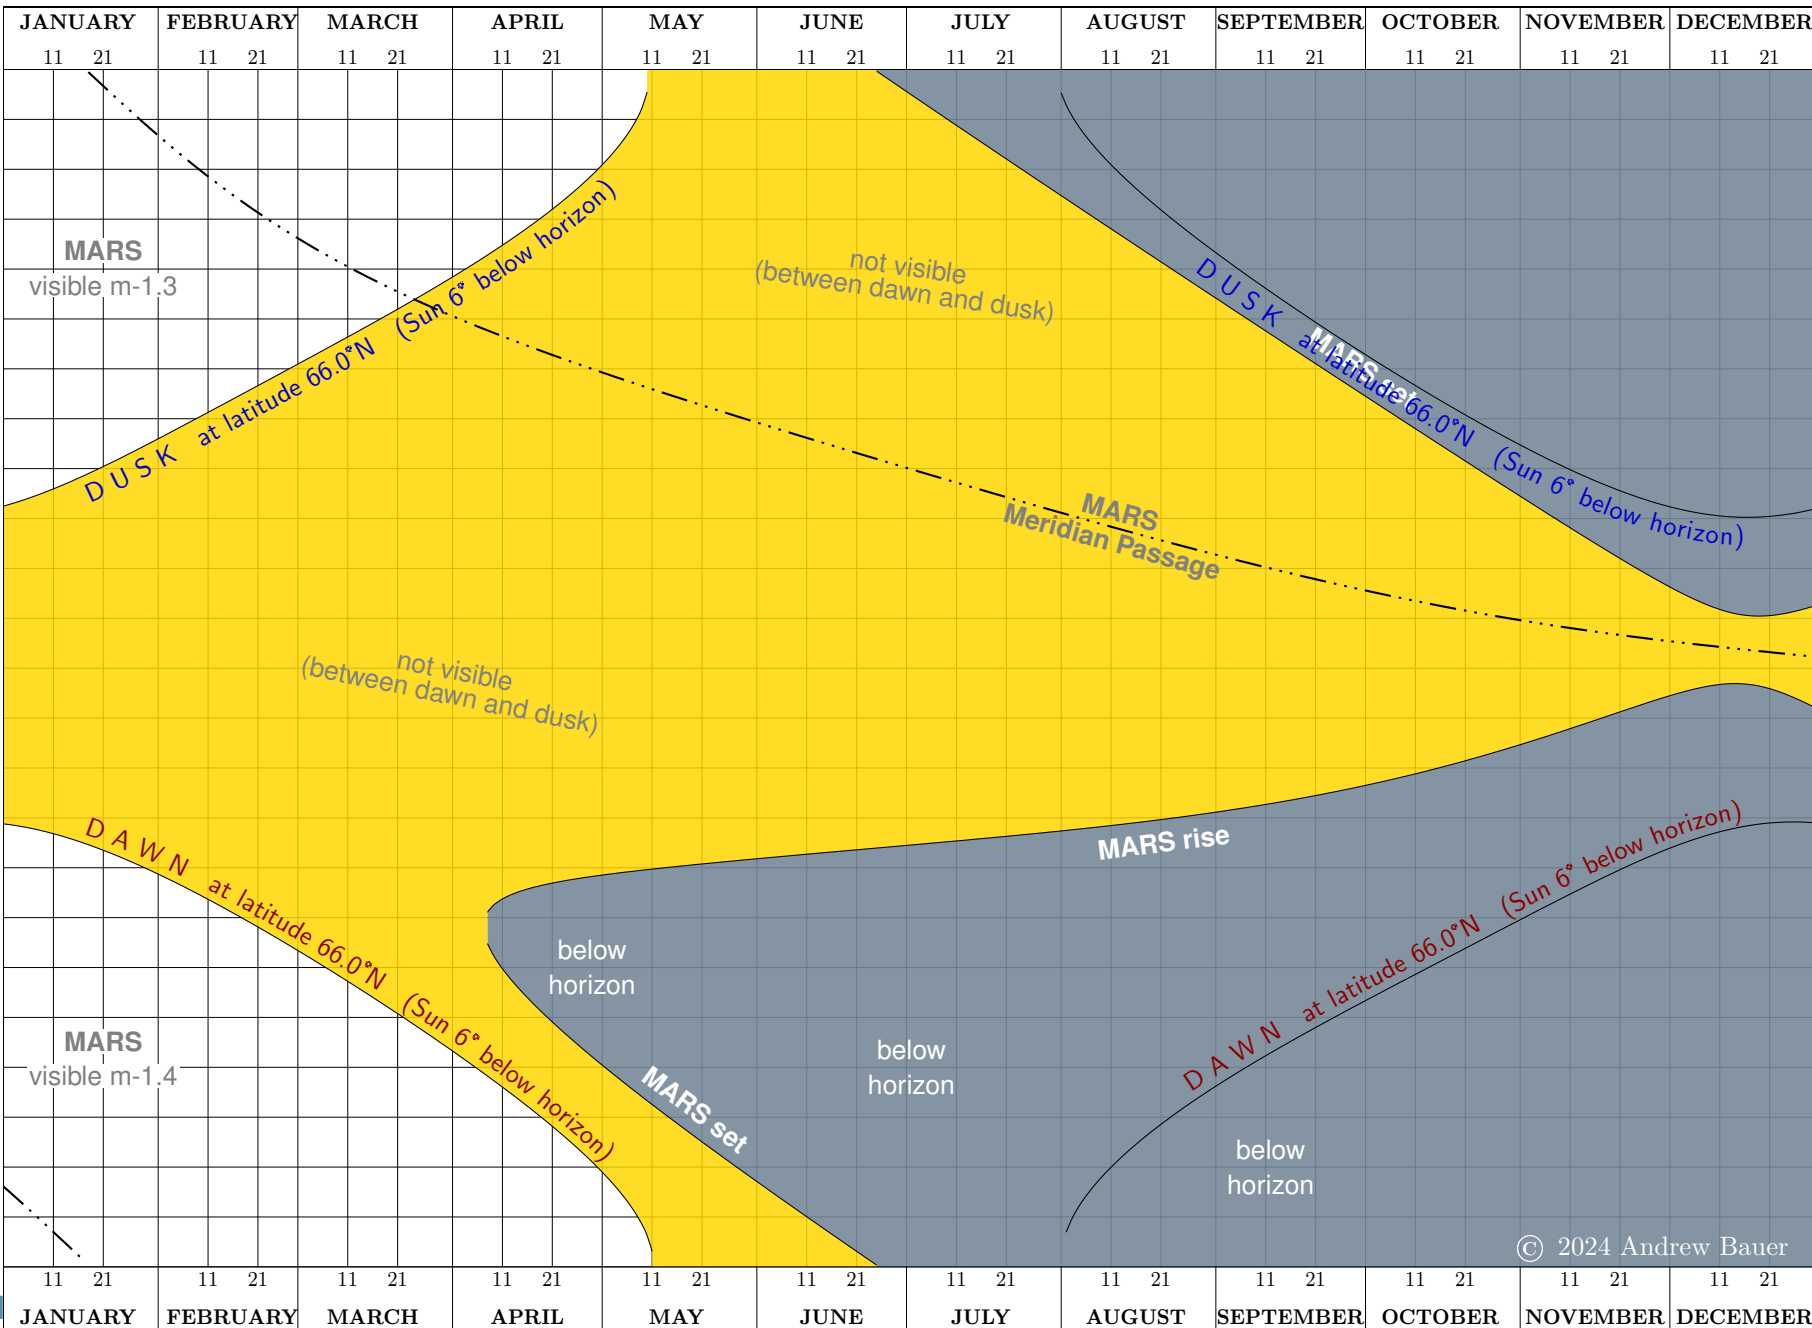 JANUARY FEBRUARY MARCH APRIL MAY JUNE JULY AUGUST SEPTEMBER OCTOBER NOVEMBER DECEMBER
11 21 11 21 11 21 11 21 11 21 11 21 11 21 11 21 11 21 11 21 11 21 11 21
MARS
visible m-1.3
DUSK at latitude 66.0°N (Sun 6° below horizon)
not visible
(between dawn and dusk)
DUSK at latitude 66.0°N (Sun 6° below horizon)
MARS set
MARS
Meridian Passage
not visible
(between dawn and dusk)
DAWN at latitude 66.0°N (Sun 6° below horizon)
MARS rise
DAWN at latitude 66.0°N (Sun 6° below horizon)
below
horizon
MARS
visible m-1.4
MARS set
below
horizon
below
horizon
© 2024 Andrew Bauer
11 21 11 21 11 21 11 21 11 21 11 21 11 21 11 21 11 21 11 21 11 21 11 21
JANUARY FEBRUARY MARCH APRIL MAY JUNE JULY AUGUST SEPTEMBER OCTOBER NOVEMBER DECEMBER